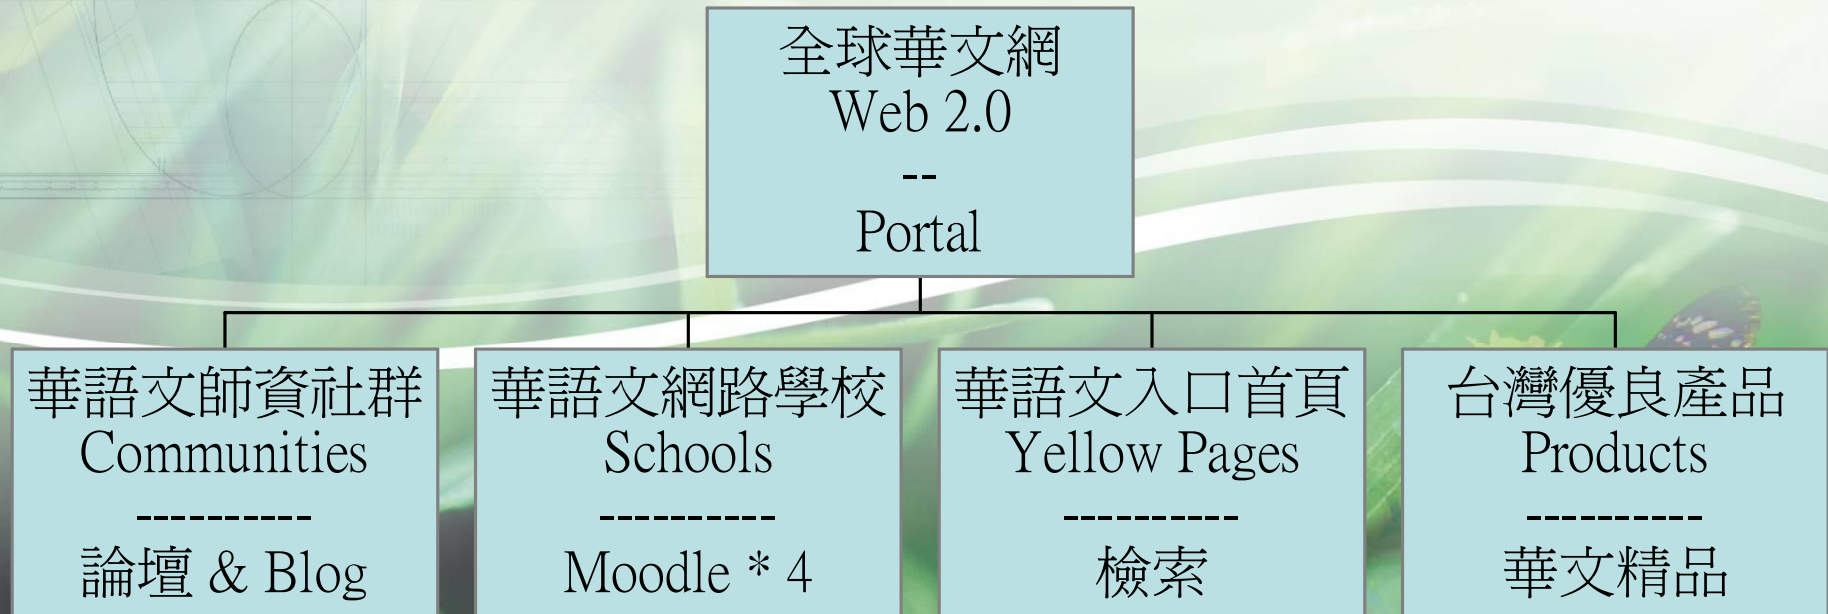 全球華文網
Web 2.0
--
Portal
華語文師資社群
Communities
----------
論壇 & Blog
華語文網路學校
Schools
----------
Moodle * 4
華語文入口首頁
Yellow Pages
----------
檢索
台灣優良產品
Products
----------
華文精品